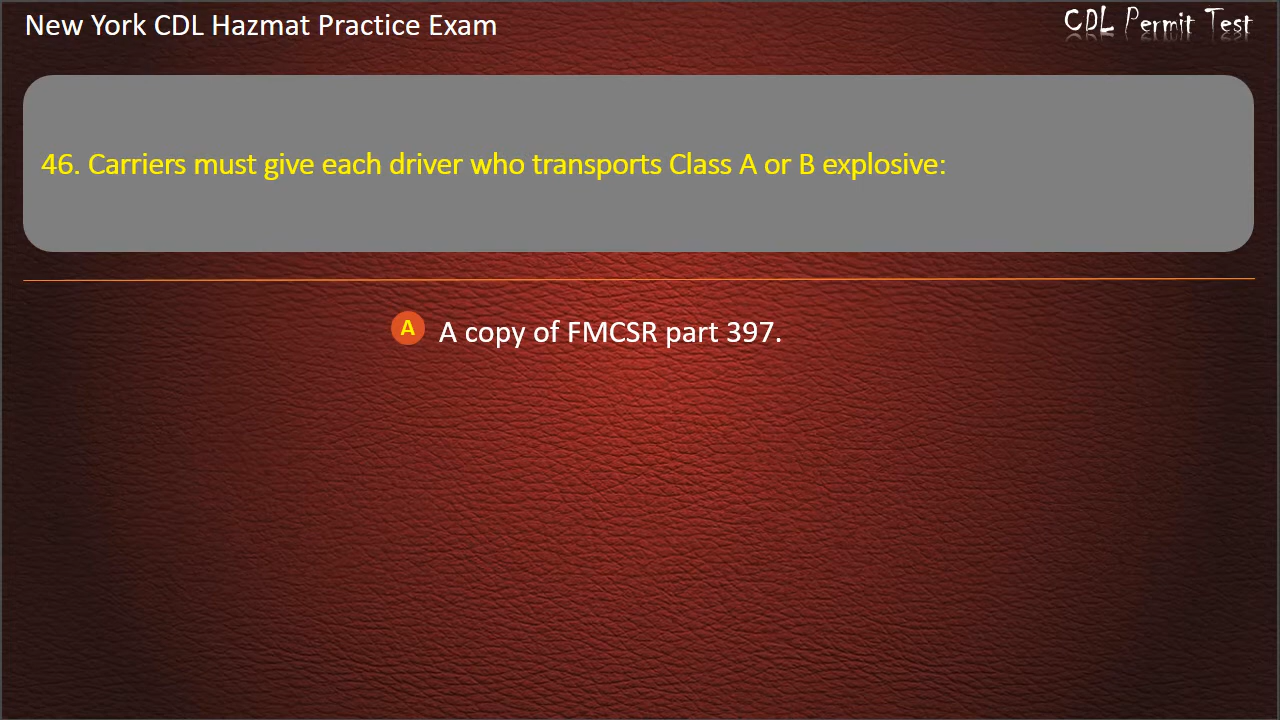 New York CDL Hazmat Practice Exam
CDL Permit Test
46. Carriers must give each driver who transports Class A or B explosive:
A A copy of FMCSR part 397.